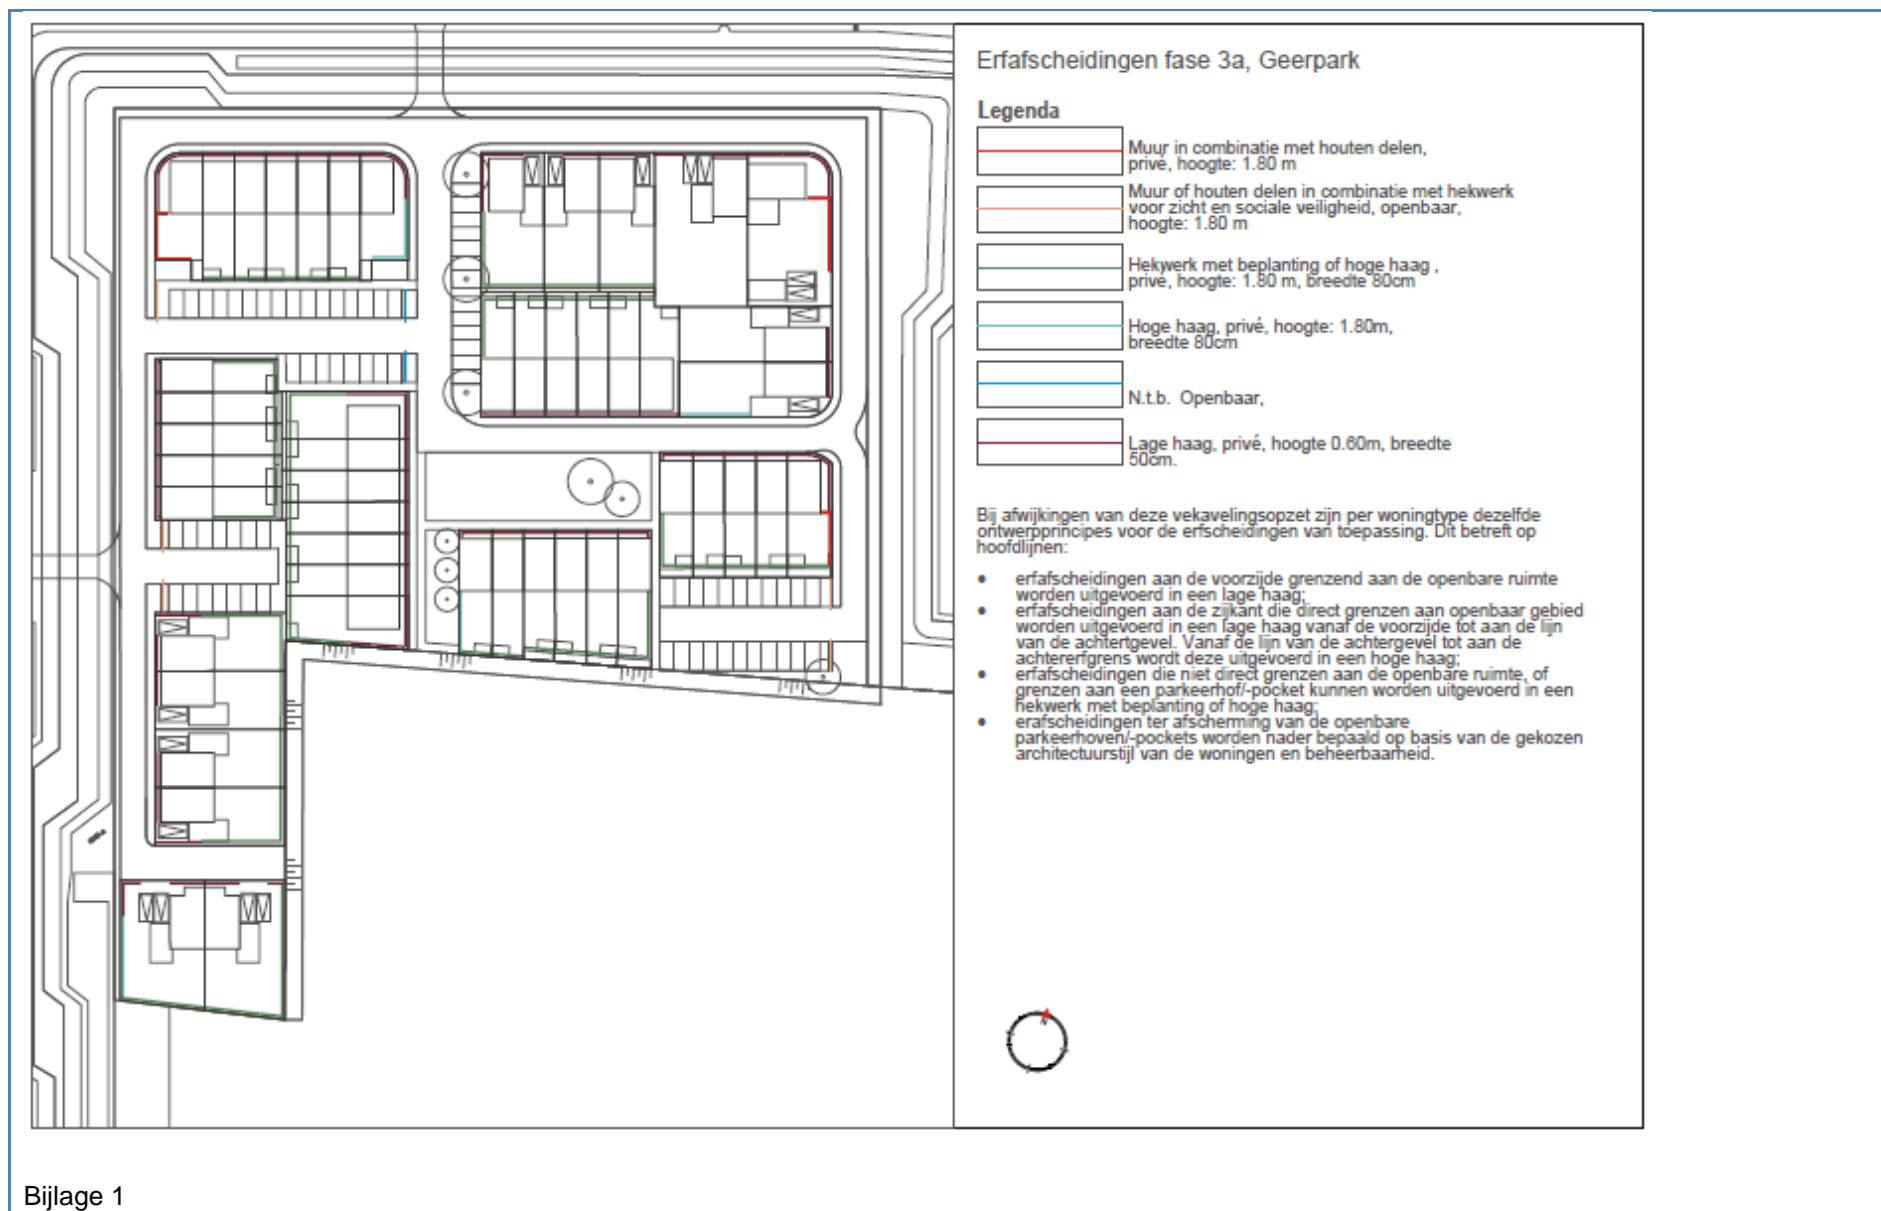 Erfafscheidingen fase 3a, Geerpark
Legenda
Muur in combinatie met houten delen,
privé, hoogte: 1.80 m
Muur of houten delen in combinatie met hekwerk
voor zicht en sociale veiligheid, openbaar,
hoogte: 1.80 m
Hekwerk met beplanting of hoge haag ,
privé, hoogte: 1.80 m, breedte 80cm
Hoge haag, privé, hoogte: 1.80m,
breedte 80cm
N.t.b. Openbaar,
Lage haag, privé, hoogte 0.60m, breedte
50cm.
Bij afwijkingen van deze vekavelingsopzet zijn per woningtype dezelfde
ontwerpprincipes voor de erfscheidingen van toepassing. Dit betreft op
hoofdlijnen:
• erfafscheidingen aan de voorzijde grenzend aan de openbare ruimte
worden uitgevoerd in een lage haag;
• erfafscheidingen aan de zijkant die direct grenzen aan openbaar gebied
worden uitgevoerd in een lage haag vanaf de voorzijde tot aan de lijn
van de achtertgevel. Vanaf de lijn van de achtergevel tot aan de
achtererfgrens wordt deze uitgevoerd in een hoge haag;
• erfafscheidingen die niet direct grenzen aan de openbare ruimte, of
grenzen aan een parkeerhof/-pocket kunnen worden uitgevoerd in een
hekwerk met beplanting of hoge haag;
• erafscheidingen ter afscherming van de openbare
parkeerhoven/-pockets worden nader bepaald op basis van de gekozen
architectuurstijl van de woningen en beheerbaarheid.
N
Bijlage 1